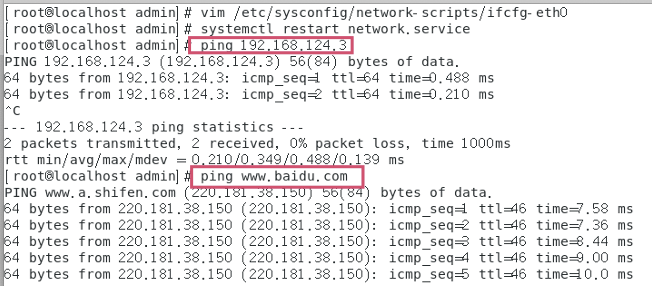 [root@localhost admin]# vim /etc/sysconfig/network-scripts/ifcfg-eth0
[root@localhost admin]# systemctl restart network.service
[root@localhost admin]# ping 192.168.124.3
PING 192.168.124.3 (192.168.124.3) 56(84) bytes of data.
64 bytes from 192.168.124.3: icmp_seq=1 ttl=64 time=0.488 ms
64 bytes from 192.168.124.3: icmp_seq=2 ttl=64 time=0.210 ms
^C
--- 192.168.124.3 ping statistics ---
2 packets transmitted, 2 received, 0% packet loss, time 1000ms
rtt min/avg/max/mdev = 0.210/0.349/0.488/0.139 ms
[root@localhost admin]# ping www.baidu.com
PING www.a.shifen.com (220.181.38.150) 56(84) bytes of data.
64 bytes from 220.181.38.150 (220.181.38.150): icmp_seq=1 ttl=46 time=7.58 ms
64 bytes from 220.181.38.150 (220.181.38.150): icmp_seq=2 ttl=46 time=7.36 ms
64 bytes from 220.181.38.150 (220.181.38.150): icmp_seq=3 ttl=46 time=8.44 ms
64 bytes from 220.181.38.150 (220.181.38.150): icmp_seq=4 ttl=46 time=9.00 ms
64 bytes from 220.181.38.150 (220.181.38.150): icmp_seq=5 ttl=46 time=10.0 ms